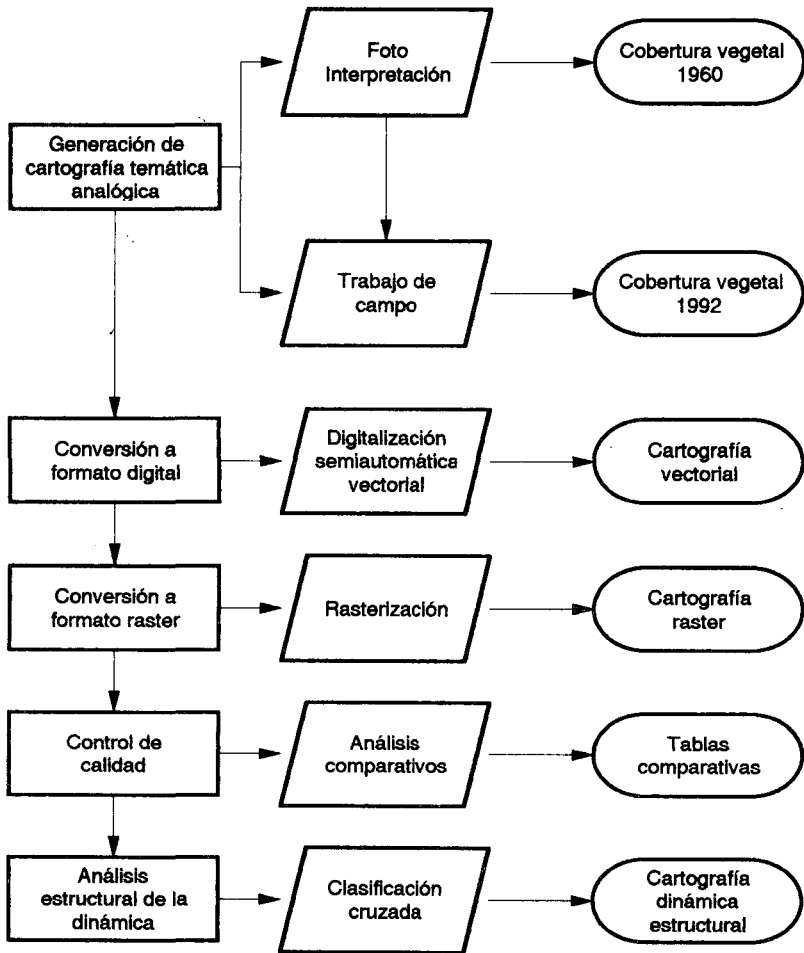 Foto
Interpretación
Cobertura vegetal
1960
Generación de
cartografía temática
analógica
Trabajo de
campo
Cobertura vegetal
1992
Conversión a
formato digital
Digitalización
semiautomática
vectorial
Cartografía
vectorial
Conversión a
formato raster
Rasterización
Cartografía
raster
Control de
calidad
Análisis
comparativos
Tablas
comparativas
Análisis
estructural de la
dinámica
Clasificación
cruzada
Cartografía
dinámica
estructural